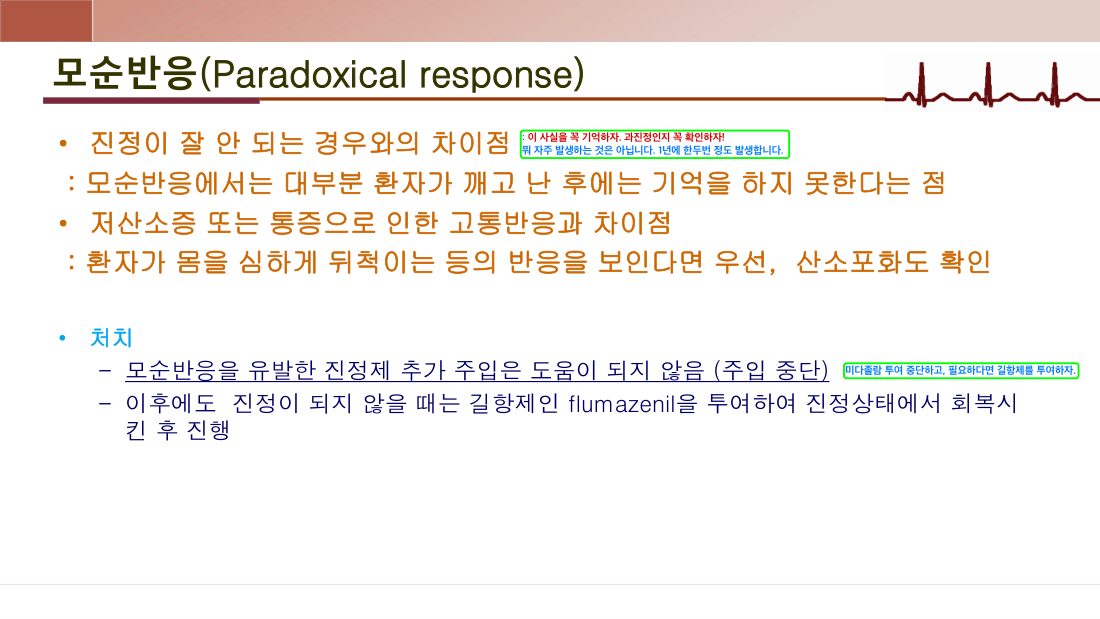 모순반응(Paradoxical response)
• 진정이 잘 안 되는 경우와의 차이점
: 이 사실을 꼭 기억하자. 과진정인지 꼭 확인하자!
뭐 자주 발생하는 것은 아닙니다. 1년에 한두번 정도 발생합니다.
: 모순반응에서는 대부분 환자가 깨고 난 후에는 기억을 하지 못한다는 점
• 저산소증 또는 통증으로 인한 고통반응과 차이점
: 환자가 몸을 심하게 뒤척이는 등의 반응을 보인다면 우선, 산소포화도 확인
• 처치
– 모순반응을 유발한 진정제 추가 주입은 도움이 되지 않음 (주입 중단)
미다졸람 투여 중단하고, 필요하다면 길항제를 투여하자.
– 이후에도 진정이 되지 않을 때는 길항제인 flumazenil을 투여하여 진정상태에서 회복시
킨 후 진행